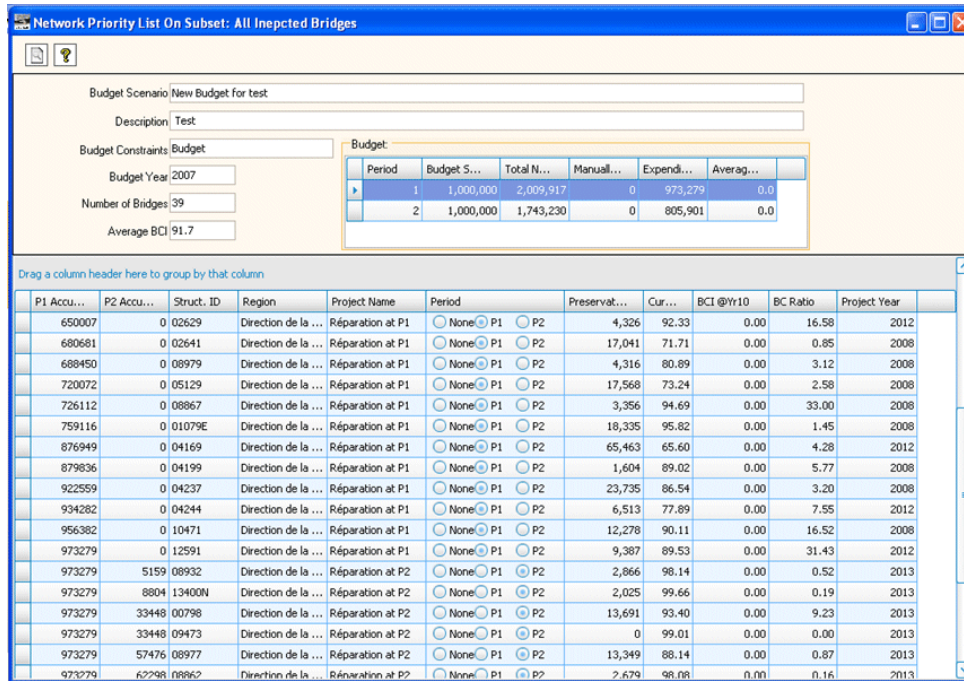 Network Priority List On Subset: All Inepcted Bridges
Budget Scenario New Budget for test
Description Test
Budget Constraints Budget
Budget Year 2007
Number of Bridges 39
Average BCI 91.7
Budget:
Period Budget S... Total N... Manuall... Expendi... Averag...
1 1,000,000 2,009,917 0 973,279 0.0
2 1,000,000 1,743,230 0 805,901 0.0
Drag a column header here to group by that column
P1 Accu... P2 Accu... Struct. ID Region Project Name Period Preservat... Cur... BCI @Yr10 BC Ratio Project Year
650007 0 02629 Direction de la ... Réparation at P1 None P1 P2 4,326 92.33 0.00 16.58 2012
680681 0 02641 Direction de la ... Réparation at P1 None P1 P2 17,041 71.71 0.00 0.85 2008
688450 0 08979 Direction de la ... Réparation at P1 None P1 P2 4,316 80.89 0.00 3.12 2008
720072 0 05129 Direction de la ... Réparation at P1 None P1 P2 17,568 73.24 0.00 2.58 2008
726112 0 08867 Direction de la ... Réparation at P1 None P1 P2 3,356 94.69 0.00 33.00 2008
759116 0 01079E Direction de la ... Réparation at P1 None P1 P2 18,335 95.82 0.00 1.45 2008
876949 0 04169 Direction de la ... Réparation at P1 None P1 P2 65,463 65.60 0.00 4.28 2012
879836 0 04199 Direction de la ... Réparation at P1 None P1 P2 1,604 89.02 0.00 5.77 2008
922559 0 04237 Direction de la ... Réparation at P1 None P1 P2 23,735 86.54 0.00 3.20 2008
934282 0 04244 Direction de la ... Réparation at P1 None P1 P2 6,513 77.89 0.00 7.55 2012
956382 0 10471 Direction de la ... Réparation at P1 None P1 P2 12,278 90.11 0.00 16.52 2008
973279 0 12591 Direction de la ... Réparation at P1 None P1 P2 9,387 89.53 0.00 31.43 2012
973279 5159 08932 Direction de la ... Réparation at P2 None P1 P2 2,866 98.14 0.00 0.52 2013
973279 8804 13400N Direction de la ... Réparation at P2 None P1 P2 2,025 99.66 0.00 0.19 2013
973279 33448 00798 Direction de la ... Réparation at P2 None P1 P2 13,691 93.40 0.00 9.23 2013
973279 33448 09473 Direction de la ... Réparation at P2 None P1 P2 0 99.01 0.00 0.00 2013
973279 57476 08977 Direction de la ... Réparation at P2 None P1 P2 13,349 88.14 0.00 0.87 2013
973279 62298 08862 Direction de la ... Réparation at P2 None P1 P2 2,679 98.08 0.00 0.16 2013